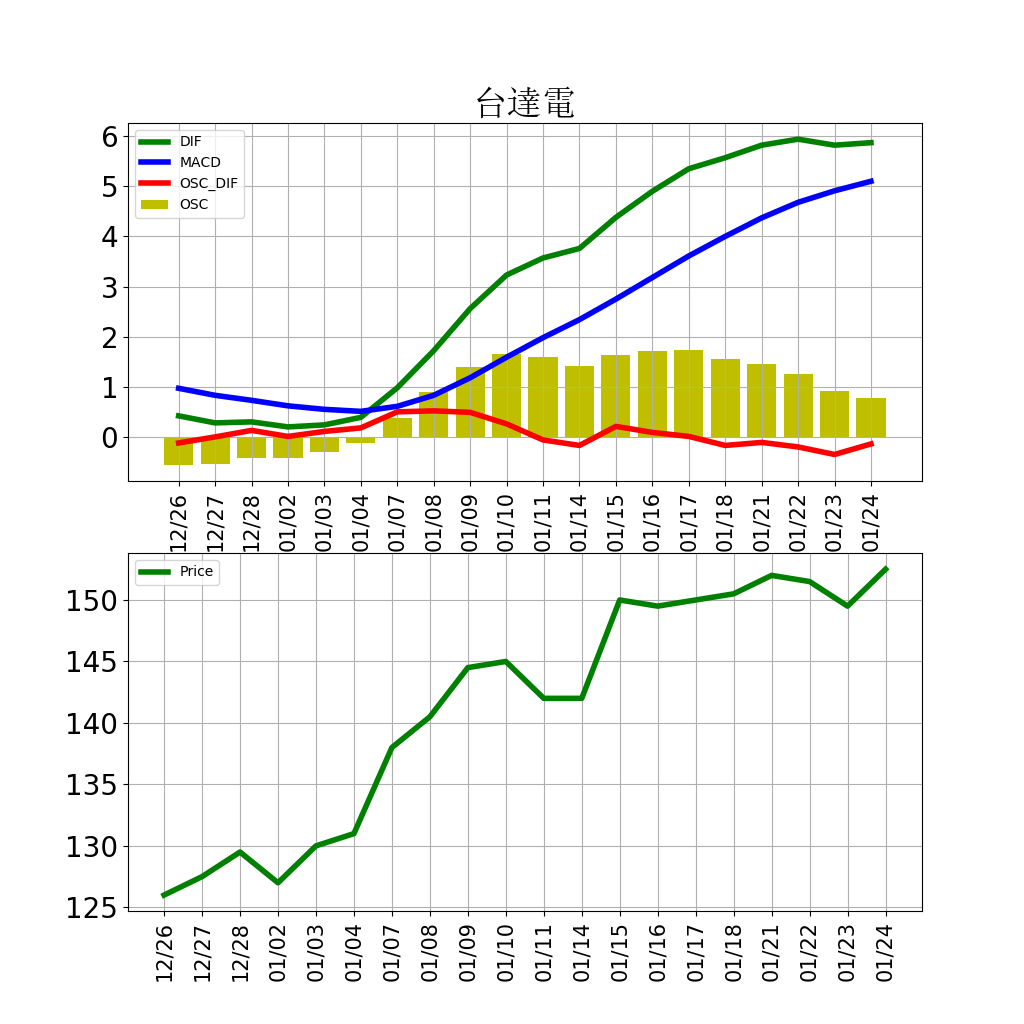 台達電
DIF
MACD
OSC_DIF
OSC
6
5
4
3
2
1
0
12/26 12/27 12/28 01/02 01/03 01/04 01/07 01/08 01/09 01/10 01/11 01/14 01/15 01/16 01/17 01/18 01/21 01/22 01/23 01/24
Price
150
145
140
135
130
125
12/26 12/27 12/28 01/02 01/03 01/04 01/07 01/08 01/09 01/10 01/11 01/14 01/15 01/16 01/17 01/18 01/21 01/22 01/23 01/24